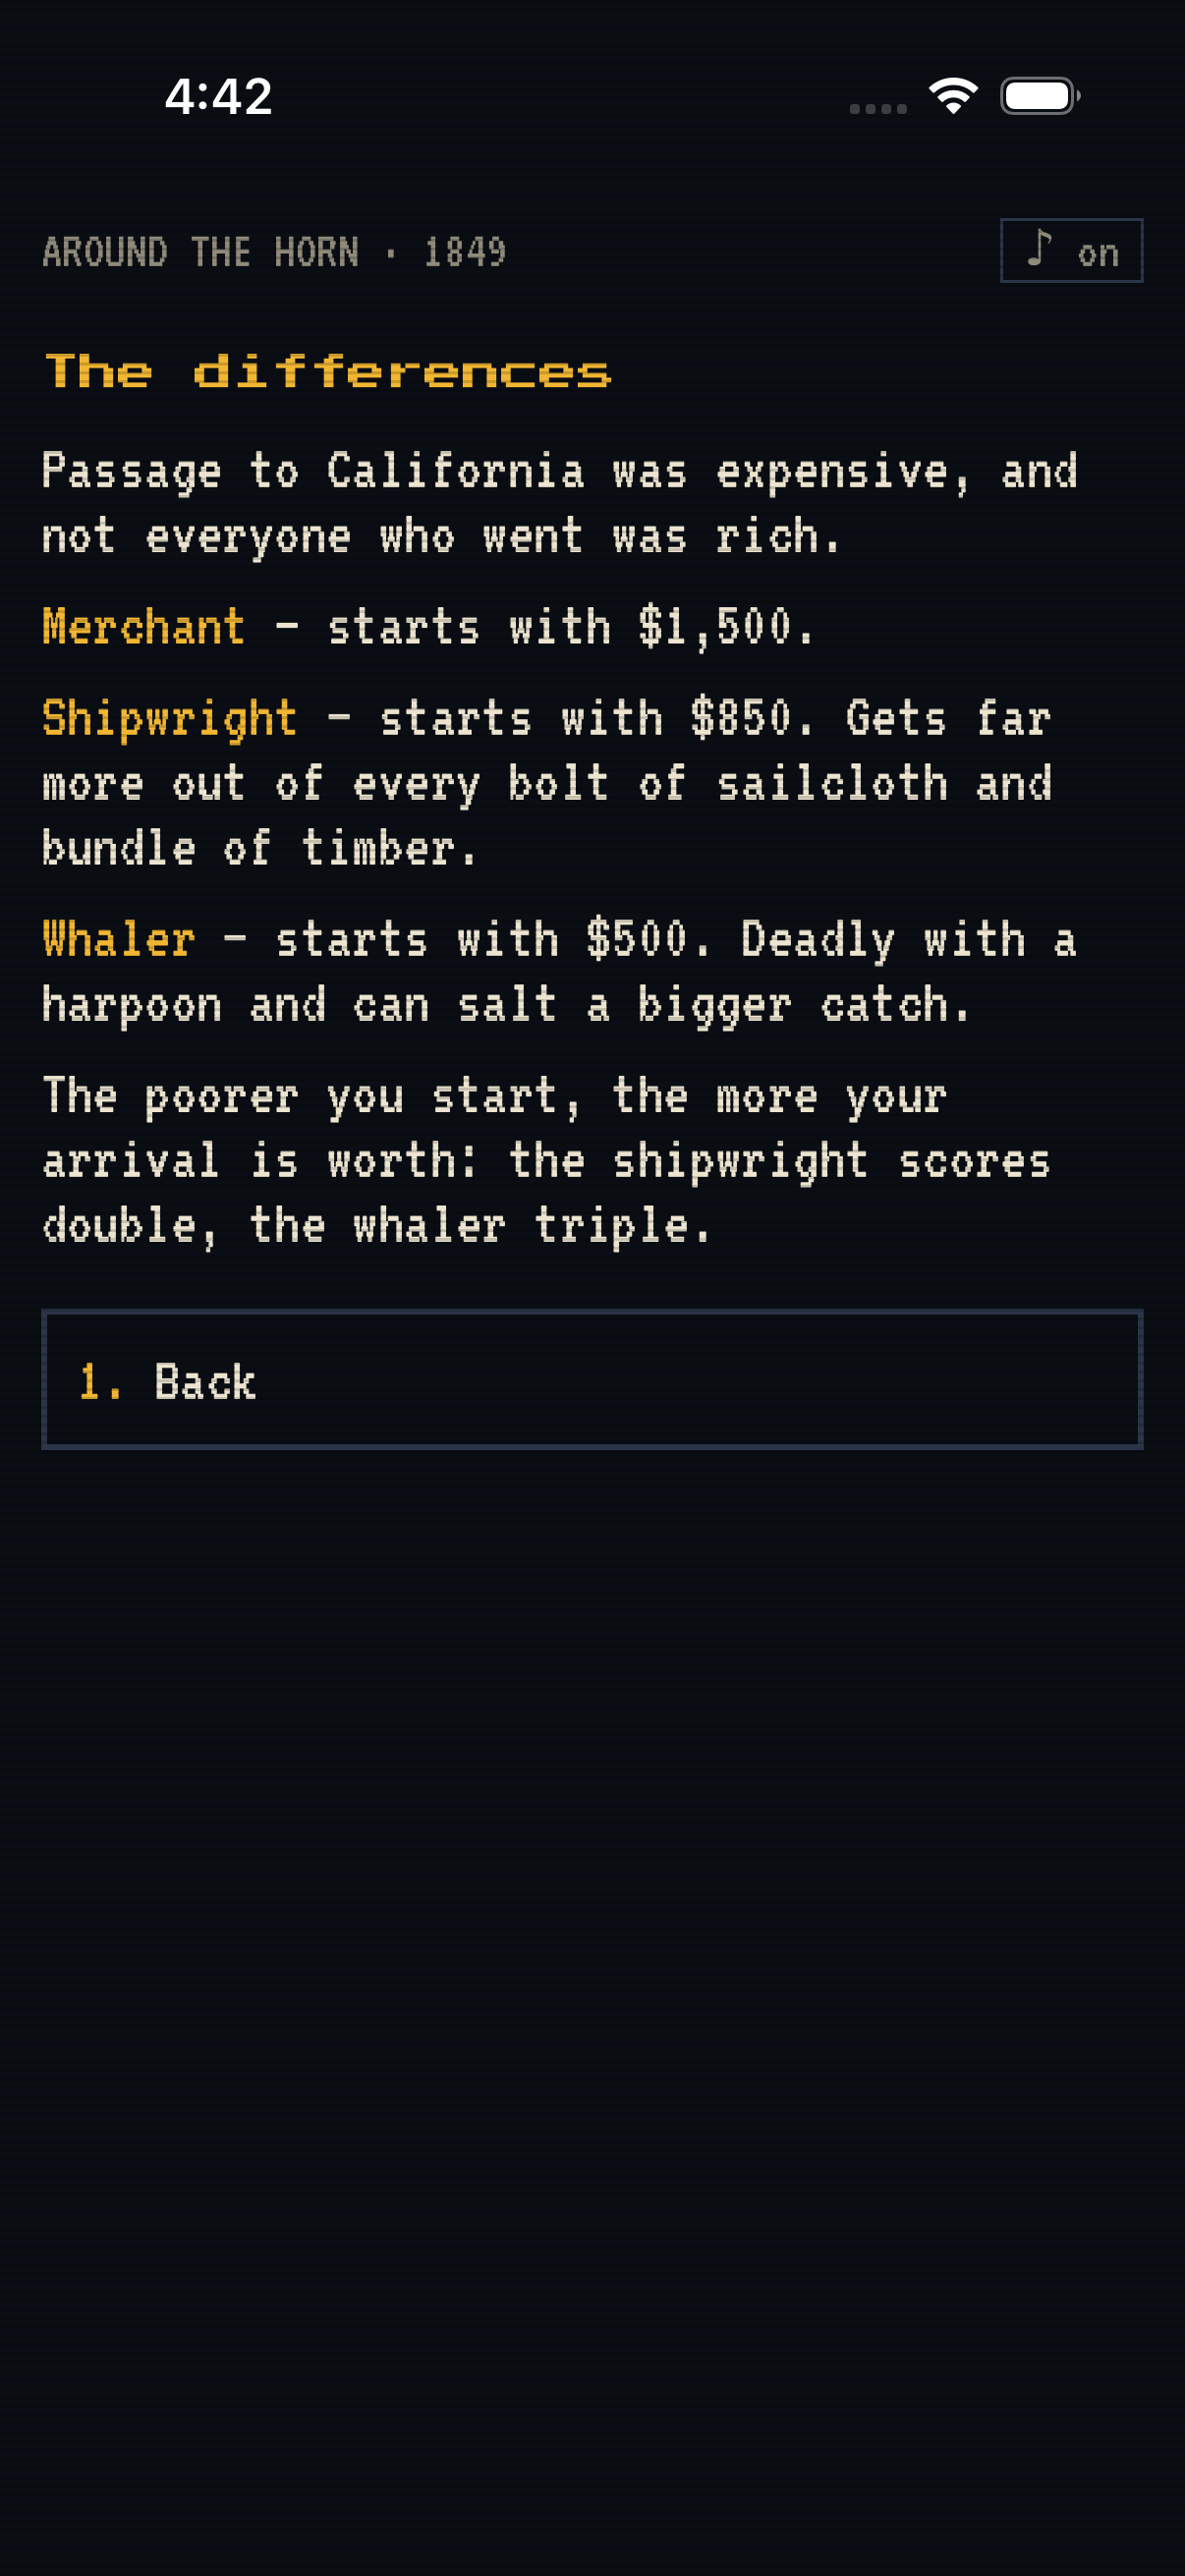 4:42
AROUND THE HORN · 1849
♪ on
The differences
Passage to California was expensive, and
not everyone who went was rich.
Merchant – starts with $1,500.
Shipwright – starts with $850. Gets far
more out of every bolt of sailcloth and
bundle of timber.
Whaler – starts with $500. Deadly with a
harpoon and can salt a bigger catch.
The poorer you start, the more your
arrival is worth: the shipwright scores
double, the whaler triple.
1. Back